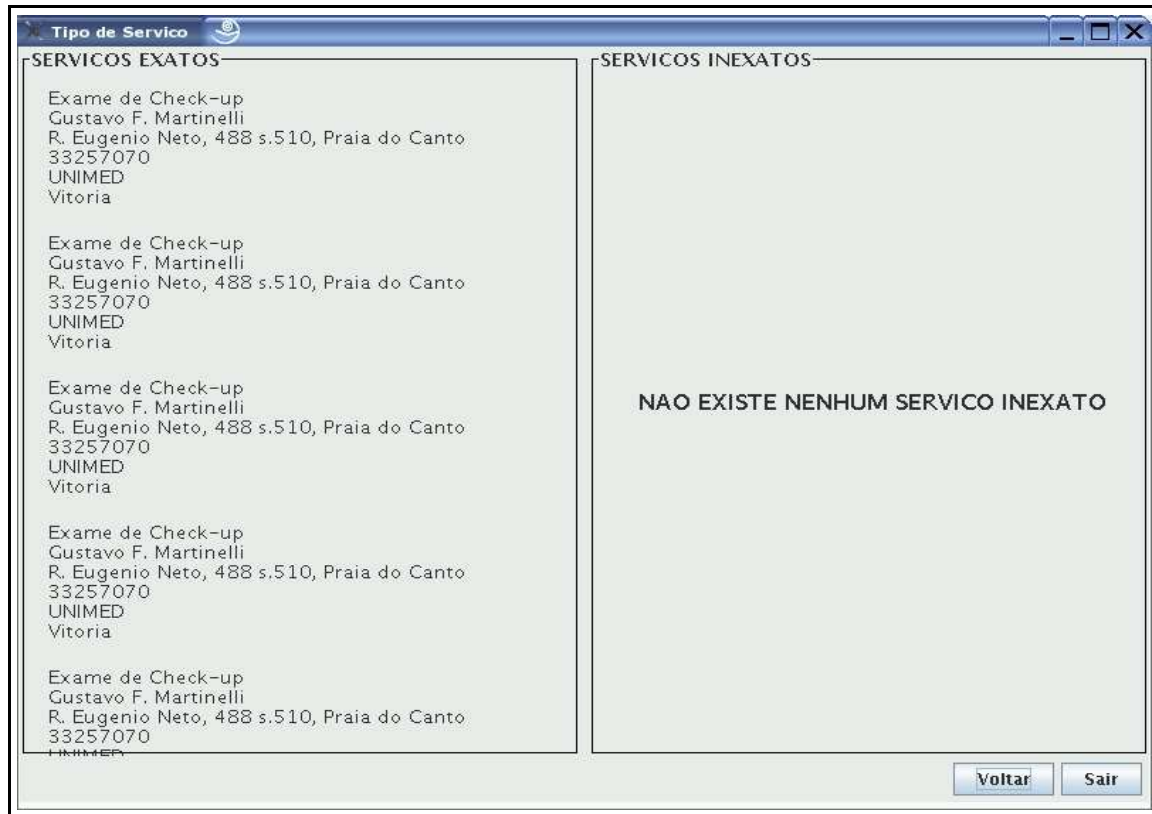 Tipo de Servico
SERVICOS EXATOS
Exame de Check-up
Gustavo F. Martinelli
R. Eugenio Neto, 488 s.510, Praia do Canto
33257070
UNIMED
Vitoria
Exame de Check-up
Gustavo F. Martinelli
R. Eugenio Neto, 488 s.510, Praia do Canto
33257070
UNIMED
Vitoria
Exame de Check-up
Gustavo F. Martinelli
R. Eugenio Neto, 488 s.510, Praia do Canto
33257070
UNIMED
Vitoria
Exame de Check-up
Gustavo F. Martinelli
R. Eugenio Neto, 488 s.510, Praia do Canto
33257070
UNIMED
Vitoria
Exame de Check-up
Gustavo F. Martinelli
R. Eugenio Neto, 488 s.510, Praia do Canto
33257070
UNIMED
SERVICOS INEXATOS
NAO EXISTE NENHUM SERVICO INEXATO
Voltar
Sair